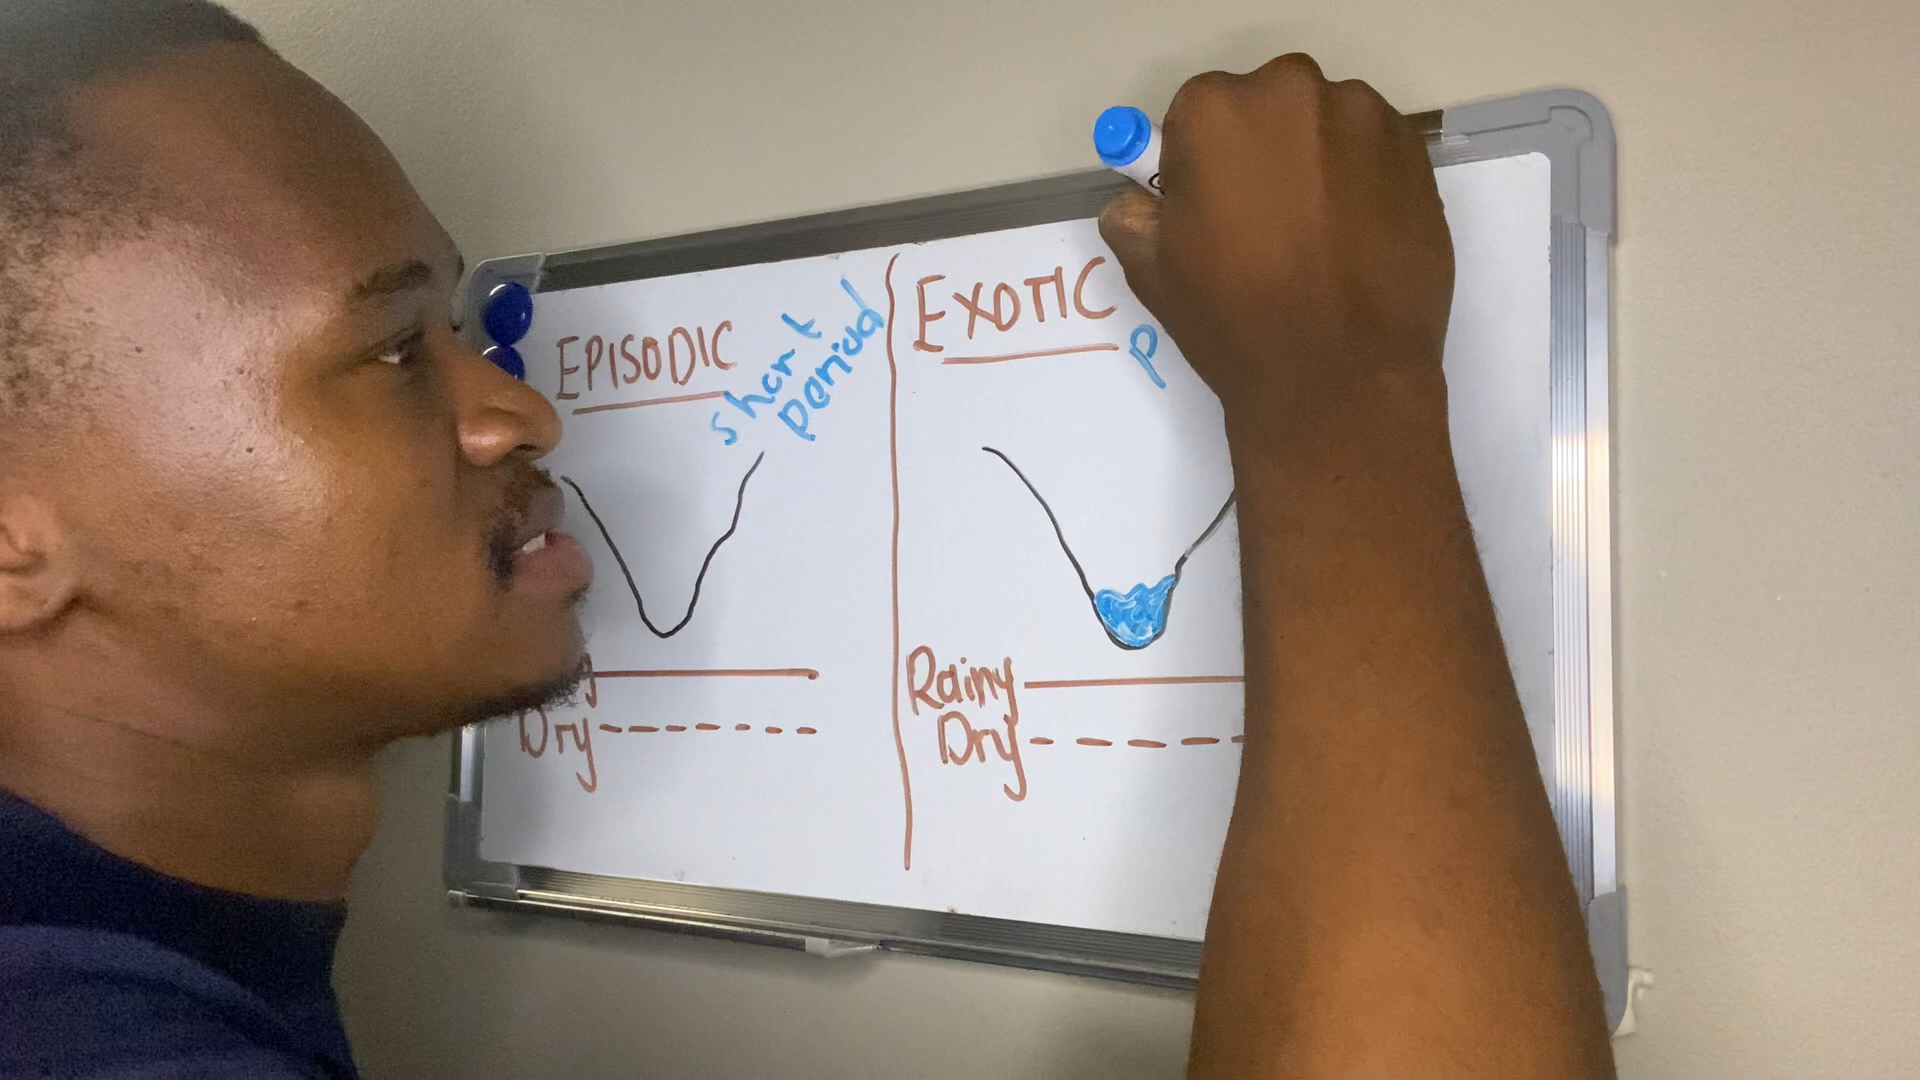 EPISODIC
short
period
Dry
EXOTIC
P
Rainy
Dry